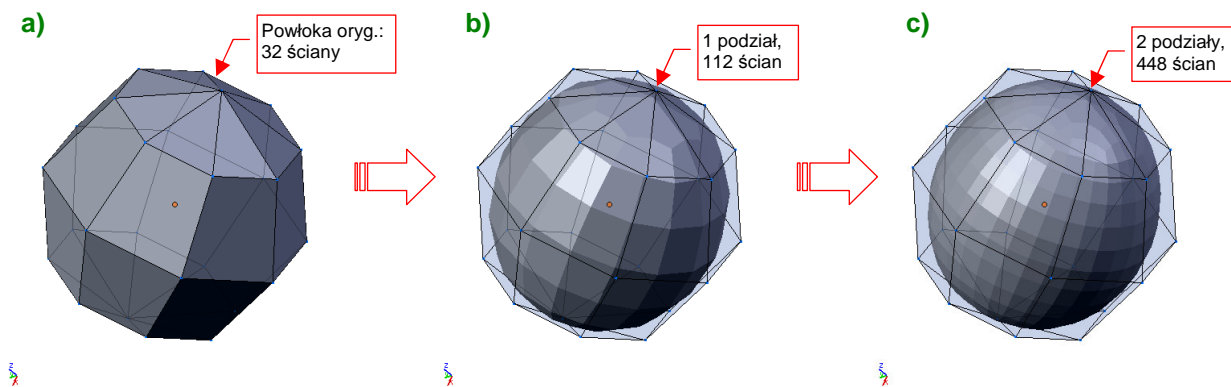 a)
Powłoka oryg.:
32 ściany
b)
1 podział,
112 ścian
c)
2 podziały,
448 ścian